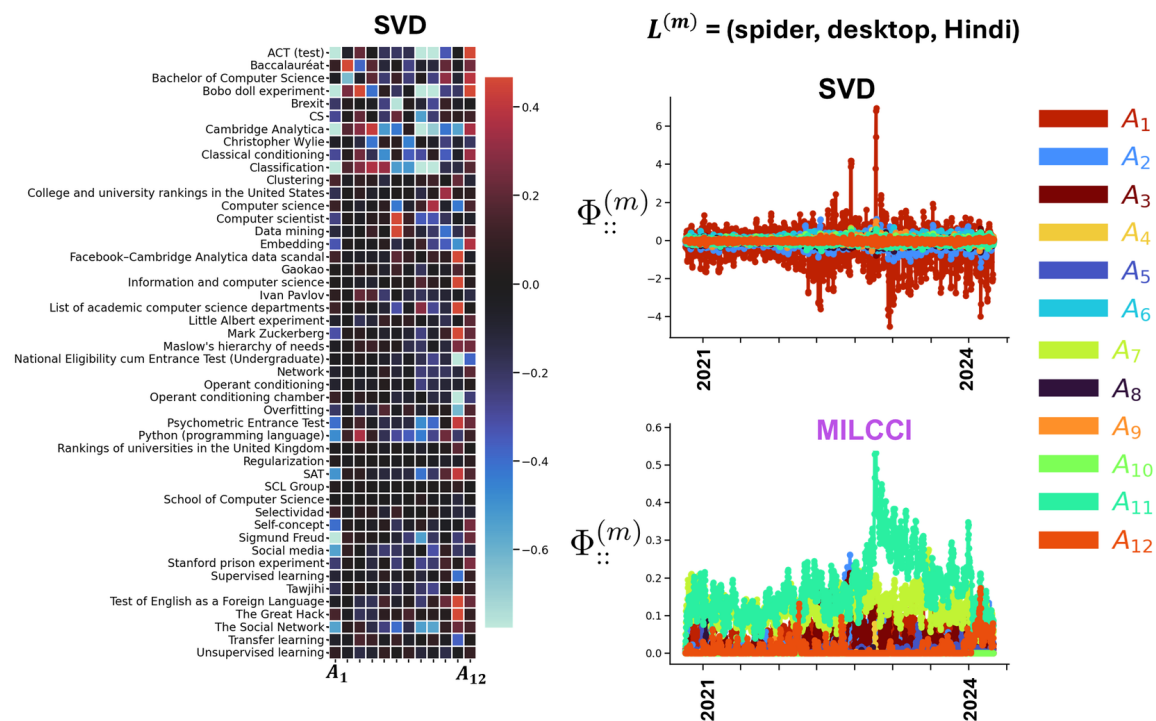 SVD
ACT (test)
Baccalauréat
Bachelor of Computer Science
Bobo doll experiment
Brexit
CS
Cambridge Analytica
Christopher Wylie
Classical conditioning
Classification
Clustering
College and university rankings in the United States
Computer science
Computer scientist
Data mining
Embedding
Facebook–Cambridge Analytica data scandal
Gaokao
Information and computer science
Ivan Pavlov
List of academic computer science departments
Little Albert experiment
Mark Zuckerberg
Maslow's hierarchy of needs
National Eligibility cum Entrance Test (Undergraduate)
Network
Operant conditioning
Operant conditioning chamber
Overfitting
Psychometric Entrance Test
Python (programming language)
Rankings of universities in the United Kingdom
Regularization
SAT
SCL Group
School of Computer Science
Selectividad
Self-concept
Sigmund Freud
Social media
Stanford prison experiment
Supervised learning
Tawjihi
Test of English as a Foreign Language
The Great Hack
The Social Network
Transfer learning
Unsupervised learning
A₁ A₁₂
0.4
0.2
0.0
−0.2
−0.4
−0.6
L⁽ᵐ⁾ = (spider, desktop, Hindi)
SVD
Φ::⁽ᵐ⁾
6
4
2
0
−2
−4
2021 2024
MILCCI
Φ::⁽ᵐ⁾
0.6
0.5
0.4
0.3
0.2
0.1
0.0
2021 2024
A₁
A₂
A₃
A₄
A₅
A₆
A₇
A₈
A₉
A₁₀
A₁₁
A₁₂